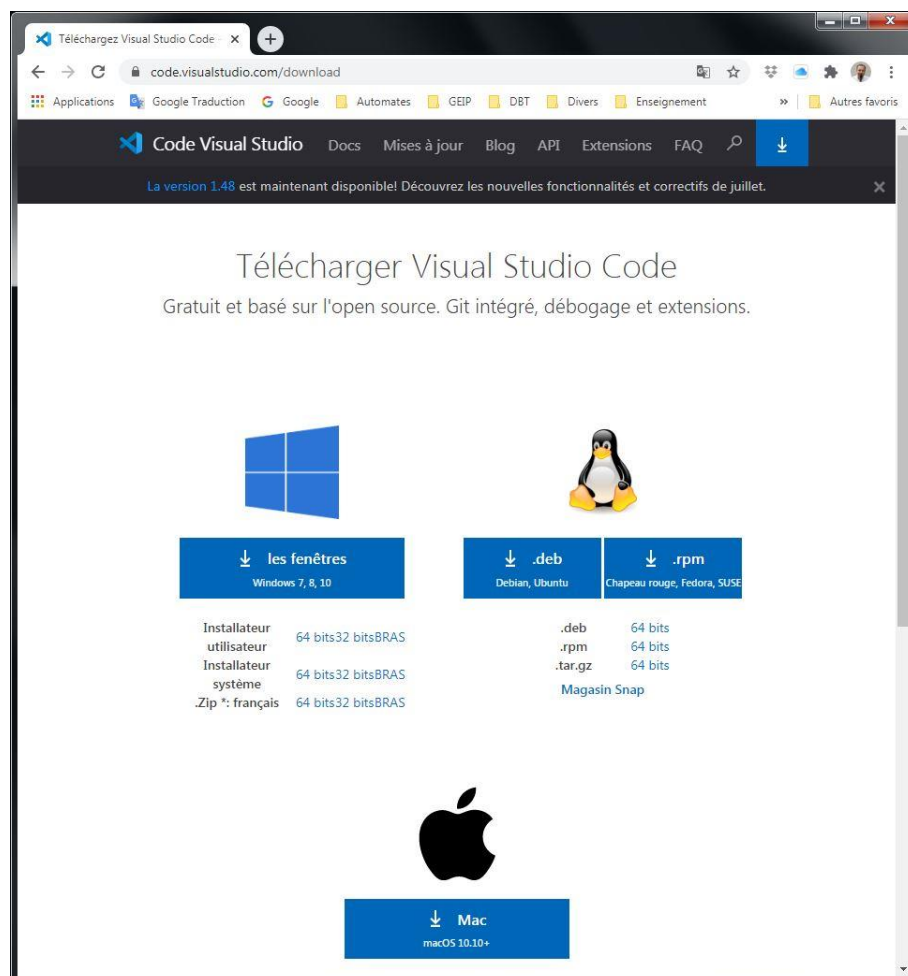 Téléchargez Visual Studio Code -
code.visualstudio.com/download
Applications Google Traduction Google Automates GEIP DBT Divers Enseignement » Autres favoris
Code Visual Studio Docs Mises à jour Blog API Extensions FAQ
La version 1.48 est maintenant disponible! Découvrez les nouvelles fonctionnalités et correctifs de juillet.
Télécharger Visual Studio Code
Gratuit et basé sur l'open source. Git intégré, débogage et extensions.
les fenêtres
Windows 7, 8, 10
Installateur utilisateur 64 bits32 bitsBRAS
Installateur système 64 bits32 bitsBRAS
.Zip *: français 64 bits32 bitsBRAS
.deb
Debian, Ubuntu
.rpm
Chapeau rouge, Fedora, SUSE
.deb 64 bits
.rpm 64 bits
.tar.gz 64 bits
Magasin Snap
Mac
macOS 10.10+